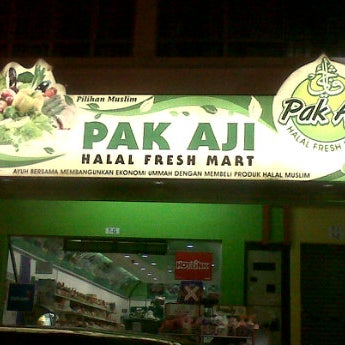 Pilihan Muslim
PAK AJI
HALAL FRESH MART
AYUH BERSAMA MEMBANGUNKAN EKONOMI UMMAH DENGAN MEMBELI PRODUK HALAL MUSLIM
Pak A
HALAL FRESH
HOTLINK